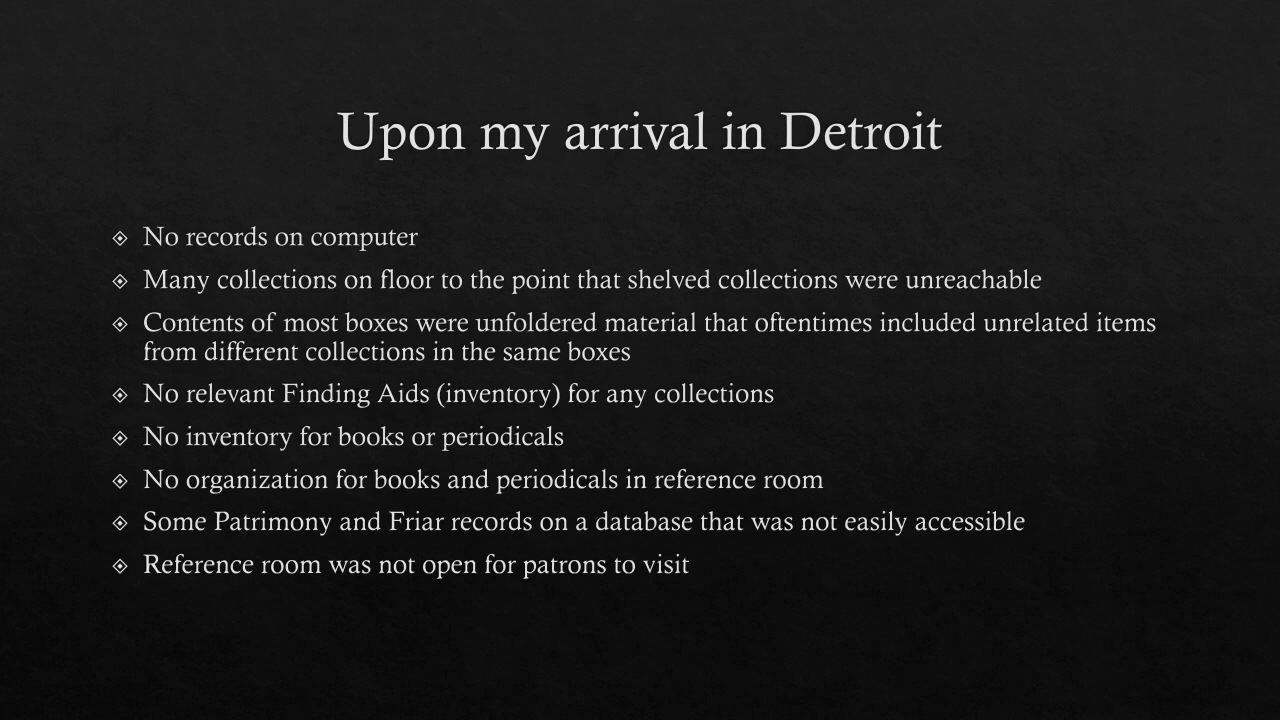 Upon my arrival in Detroit
No records on computer
Many collections on floor to the point that shelved collections were unreachable
Contents of most boxes were unfoldered material that oftentimes included unrelated items
from different collections in the same boxes
No relevant Finding Aids (inventory) for any collections
No inventory for books or periodicals
No organization for books and periodicals in reference room
Some Patrimony and Friar records on a database that was not easily accessible
Reference room was not open for patrons to visit